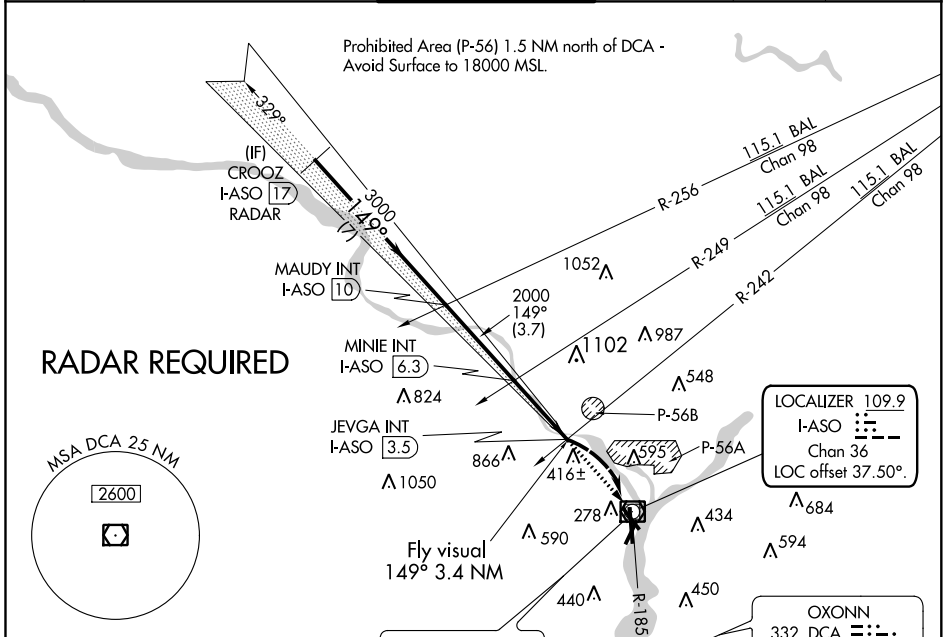 Prohibited Area (P-56) 1.5 NM north of DCA -
Avoid Surface to 18000 MSL.
329°
(IF)
CROOZ
I-ASO 17
RADAR
3000
149°
(7)
115.1 BAL
Chan 98
R-256
115.1 BAL
Chan 98
R-249
115.1 BAL
Chan 98
R-242
MAUDY INT
I-ASO 10
1052
2000
149°
(3.7)
RADAR REQUIRED
MINIE INT
I-ASO 6.3
1102
987
824
548
P-56B
JEVGA INT
I-ASO 3.5
866
416±
595
P-56A
LOCALIZER 109.9
I-ASO
Chan 36
LOC offset 37.50°.
MSA DCA 25 NM
2600
1050
278
434
684
590
594
Fly visual
149° 3.4 NM
440
450
R-185
OXONN
332 DCA